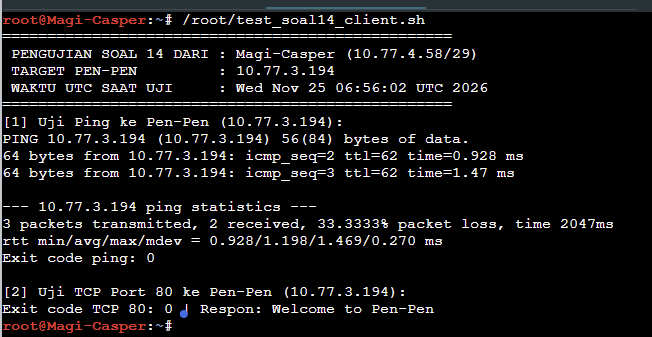 root@Magi-Casper:~# /root/test_soal14_client.sh
==================================================
PENGUJIAN SOAL 14 DARI : Magi-Casper (10.77.4.58/29)
TARGET PEN-PEN : 10.77.3.194
WAKTU UTC SAAT UJI : Wed Nov 25 06:56:02 UTC 2026
==================================================
[1] Uji Ping ke Pen-Pen (10.77.3.194):
PING 10.77.3.194 (10.77.3.194) 56(84) bytes of data.
64 bytes from 10.77.3.194: icmp_seq=2 ttl=62 time=0.928 ms
64 bytes from 10.77.3.194: icmp_seq=3 ttl=62 time=1.47 ms
--- 10.77.3.194 ping statistics ---
3 packets transmitted, 2 received, 33.3333% packet loss, time 2047ms
rtt min/avg/max/mdev = 0.928/1.198/1.469/0.270 ms
Exit code ping: 0
[2] Uji TCP Port 80 ke Pen-Pen (10.77.3.194):
Exit code TCP 80: 0 | Respon: Welcome to Pen-Pen
root@Magi-Casper:~#